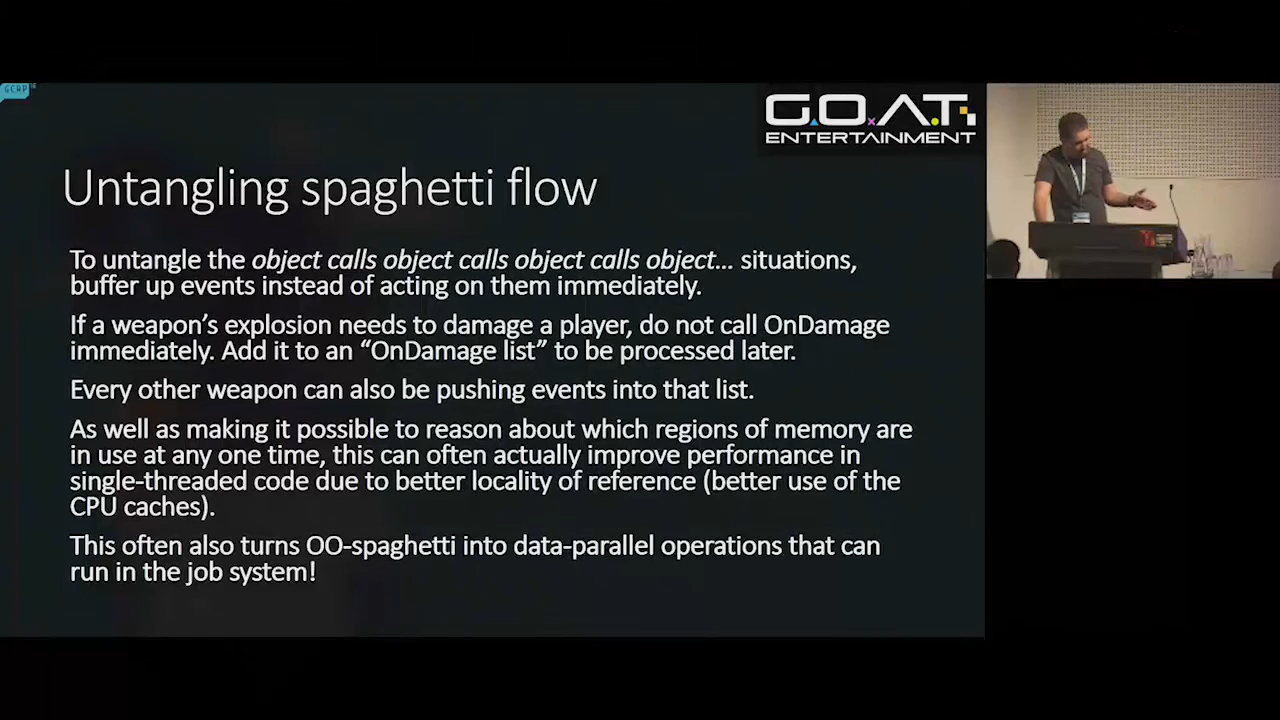 GCAP
G.O.A.T.
ENTERTAINMENT
Untangling spaghetti flow
To untangle the object calls object calls object calls object... situations,
buffer up events instead of acting on them immediately.
If a weapon’s explosion needs to damage a player, do not call OnDamage
immediately. Add it to an “OnDamage list” to be processed later.
Every other weapon can also be pushing events into that list.
As well as making it possible to reason about which regions of memory are
in use at any one time, this can often actually improve performance in
single-threaded code due to better locality of reference (better use of the
CPU caches).
This often also turns OO-spaghetti into data-parallel operations that can
run in the job system!